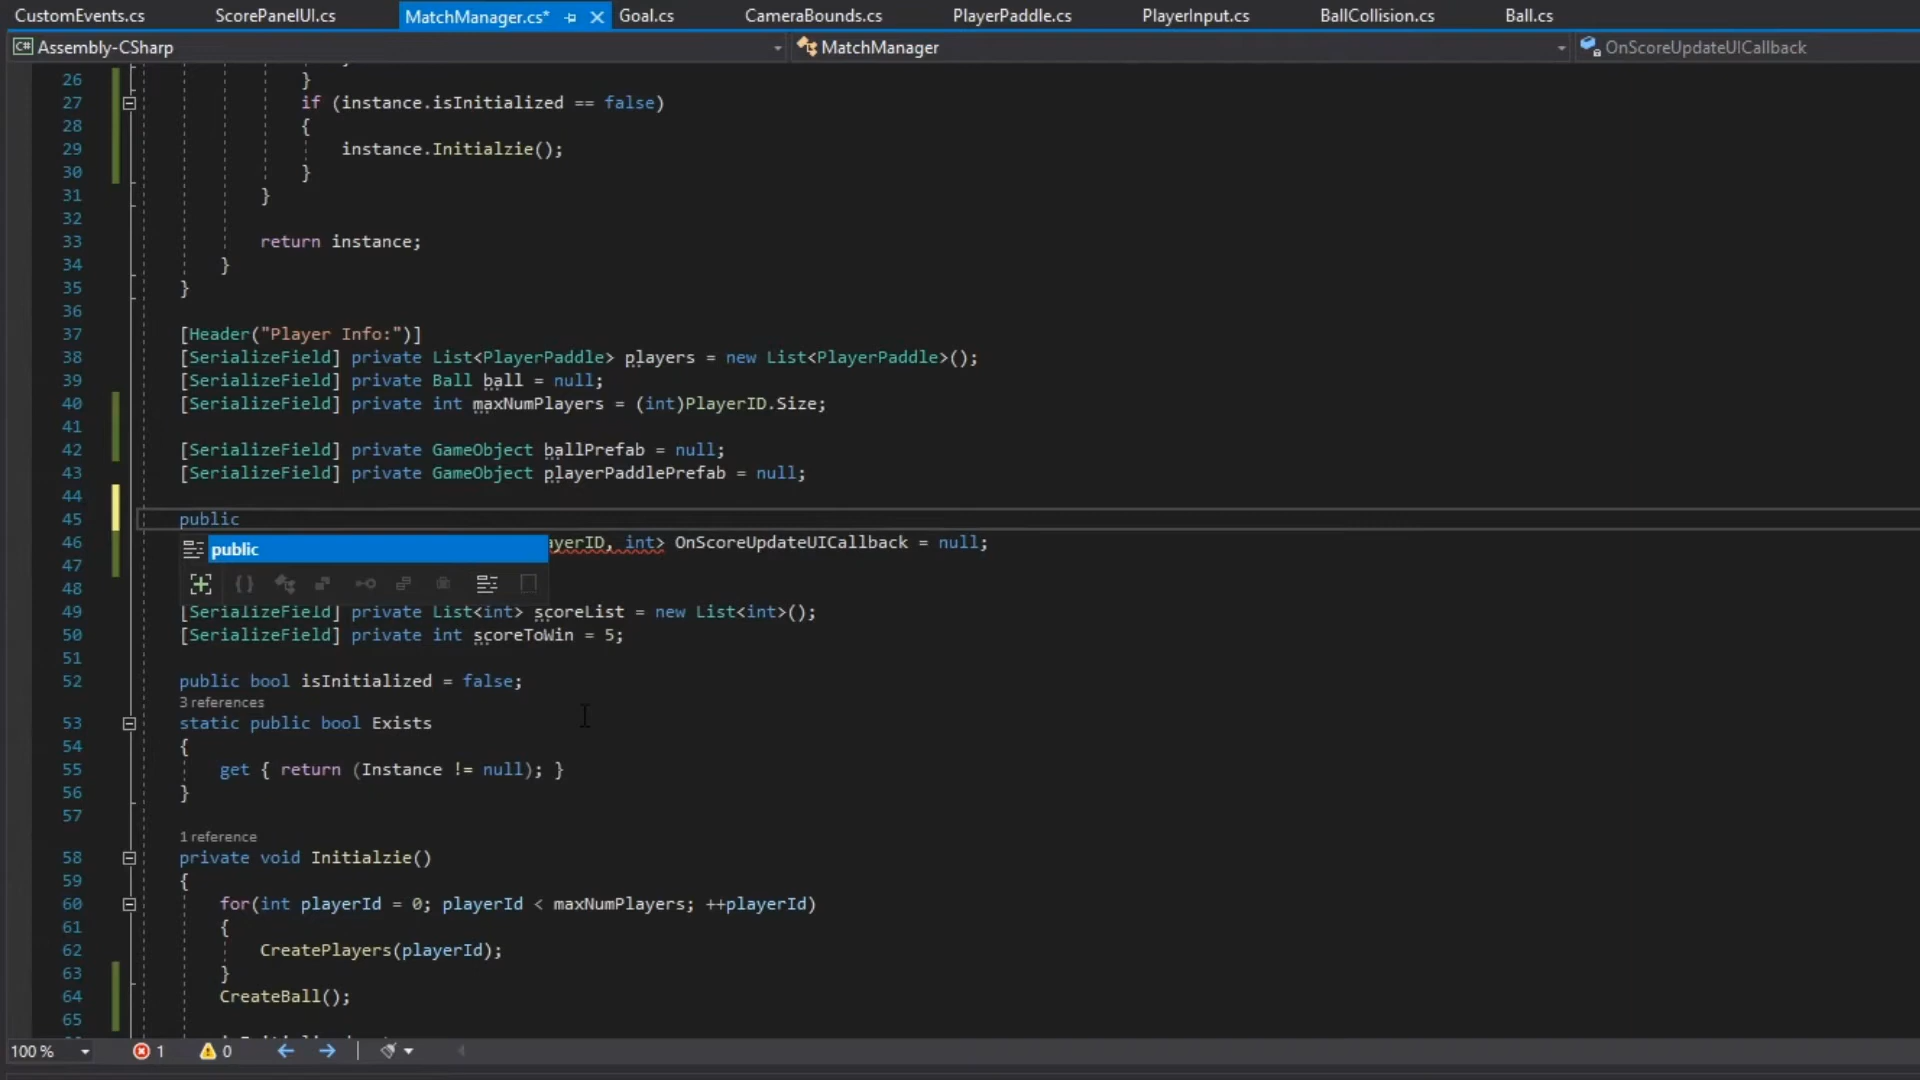 CustomEvents.cs ScorePanelUI.cs MatchManager.cs* Goal.cs CameraBounds.cs PlayerPaddle.cs PlayerInput.cs BallCollision.cs Ball.cs
C# Assembly-CSharp MatchManager OnScoreUpdateUICallback
26 }
27 if (instance.isInitialized == false)
28 {
29 instance.Initialzie();
30 }
31 }
32
33 return instance;
34 }
35 }
36
37 [Header("Player Info:")]
38 [SerializeField] private List<PlayerPaddle> players = new List<PlayerPaddle>();
39 [SerializeField] private Ball ball = null;
40 [SerializeField] private int maxNumPlayers = (int)PlayerID.Size;
41
42 [SerializeField] private GameObject ballPrefab = null;
43 [SerializeField] private GameObject playerPaddlePrefab = null;
44
45 public
46 ayerID, int> OnScoreUpdateUICallback = null;
public
47
48
49 [SerializeField] private List<int> scoreList = new List<int>();
50 [SerializeField] private int scoreToWin = 5;
51
52 public bool isInitialized = false;
3 references
53 static public bool Exists
54 {
55 get { return (Instance != null); }
56 }
57
1 reference
58 private void Initialzie()
59 {
60 for(int playerId = 0; playerId < maxNumPlayers; ++playerId)
61 {
62 CreatePlayers(playerId);
63 }
64 CreateBall();
65
100 % 1 0